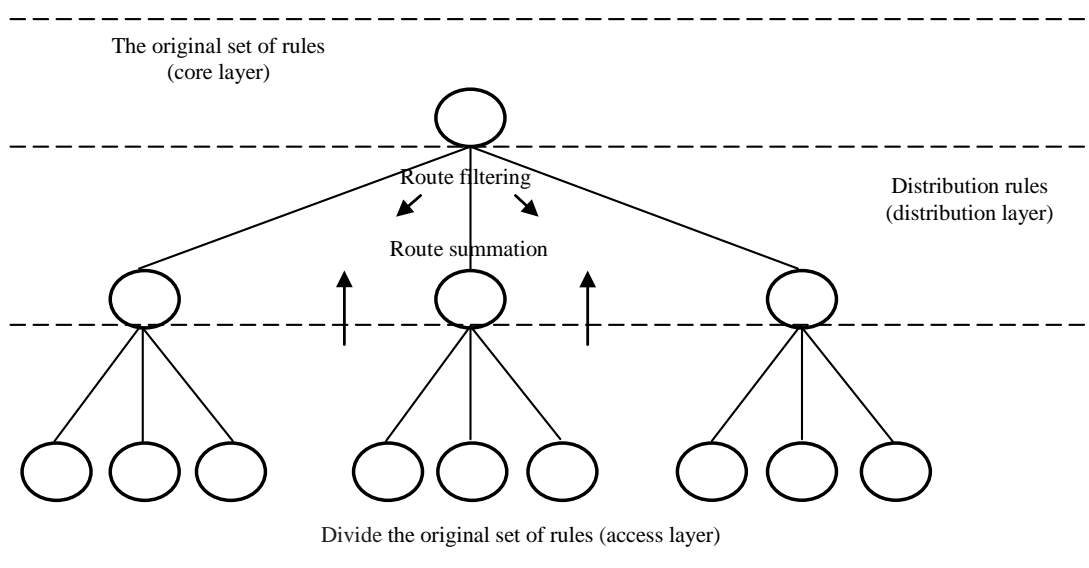 The original set of rules
(core layer)
Route filtering
Distribution rules
(distribution layer)
Route summation
Divide the original set of rules (access layer)